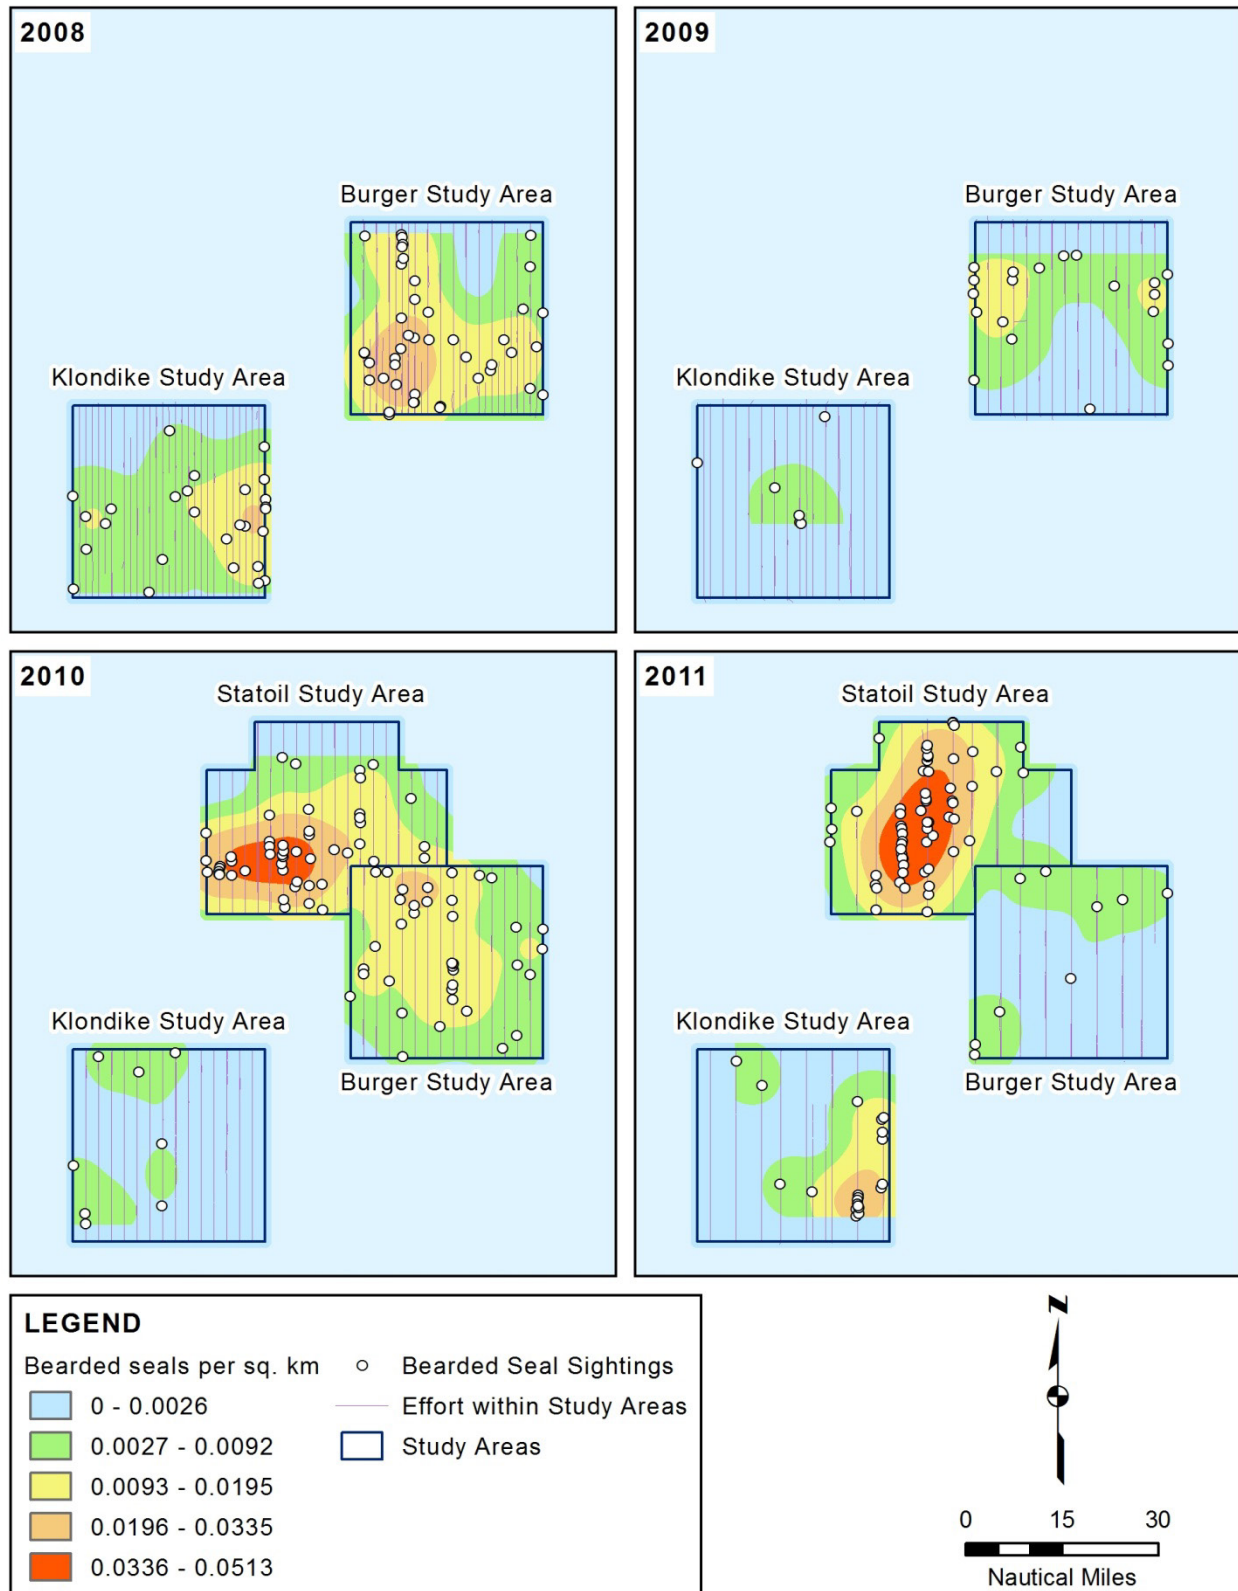 2008
Burger Study Area
Klondike Study Area
2009
Burger Study Area
Klondike Study Area
2010
Statoil Study Area
Klondike Study Area
Burger Study Area
2011
Statoil Study Area
Klondike Study Area
Burger Study Area
LEGEND
Bearded seals per sq. km
0 - 0.0026
0.0027 - 0.0092
0.0093 - 0.0195
0.0196 - 0.0335
0.0336 - 0.0513
Bearded Seal Sightings
Effort within Study Areas
Study Areas
N
0 15 30
Nautical Miles